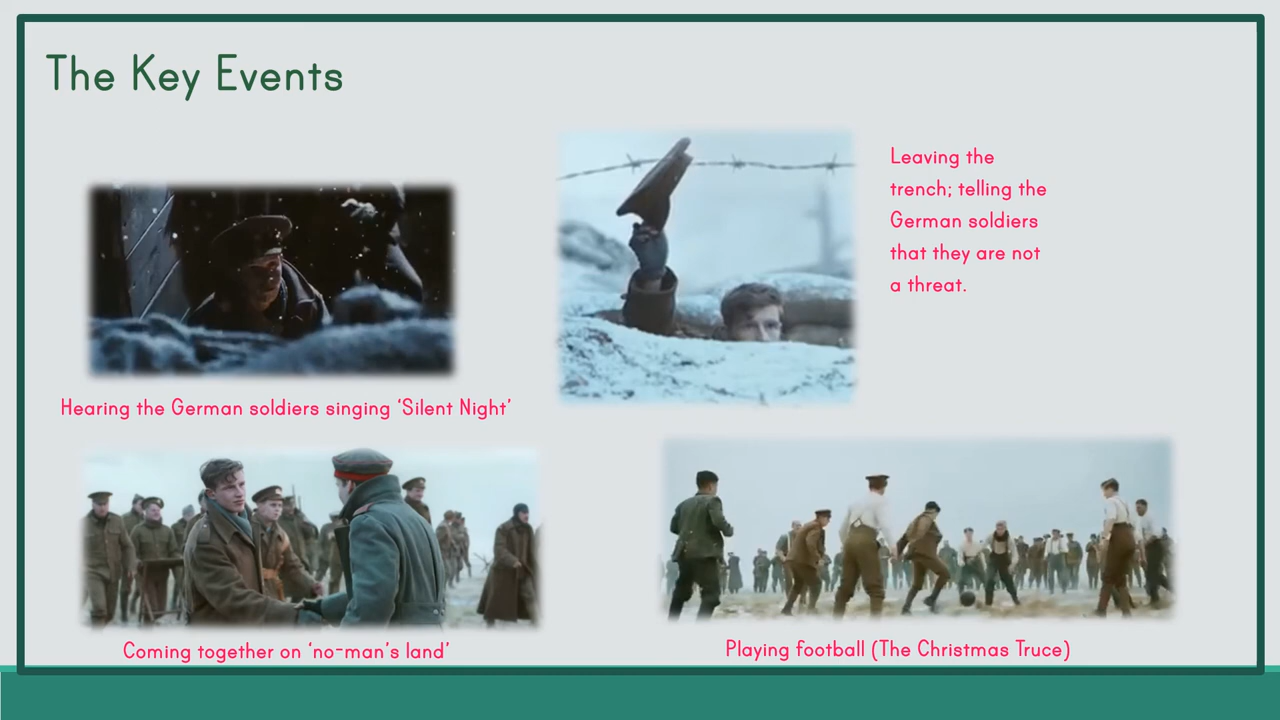 The Key Events
Leaving the
trench; telling the
German soldiers
that they are not
a threat.
Hearing the German soldiers singing ‘Silent Night’
Coming together on ‘no-man’s land’
Playing football (The Christmas Truce)